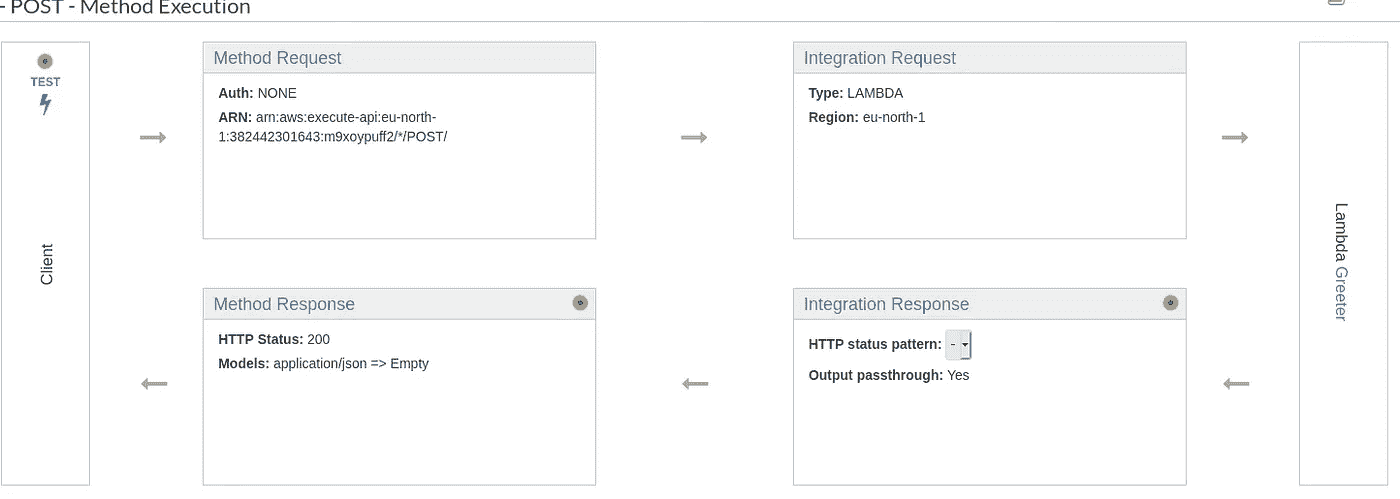 - POST - Method Execution
TEST
Client
Method Request
Auth: NONE
ARN: arn:aws:execute-api:eu-north-
1:382442301643:m9xoypuff2/*/POST/
Integration Request
Type: LAMBDA
Region: eu-north-1
Lambda Greeter
Method Response
HTTP Status: 200
Models: application/json => Empty
Integration Response
HTTP status pattern: -
Output passthrough: Yes